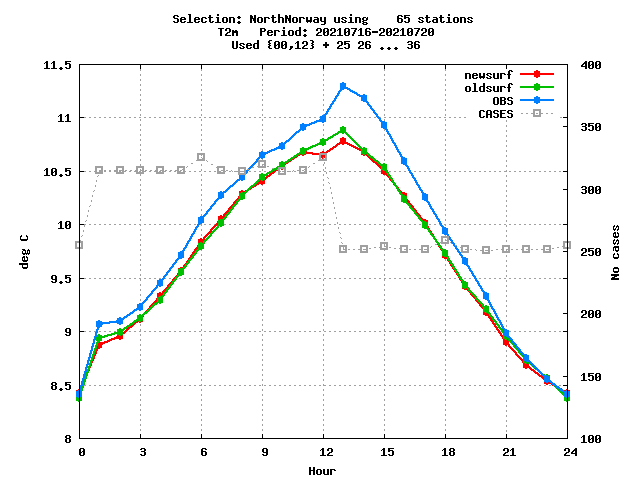 Selection: NorthNorway using    65 stations
T2m   Period: 20210716-20210720
Used {00,12} + 25 26 ... 36
newsurf
oldsurf
OBS
CASES
11.5
11
10.5
10
9.5
9
8.5
8
400
350
300
250
200
150
100
deg C
No cases
0 3 6 9 12 15 18 21 24
Hour